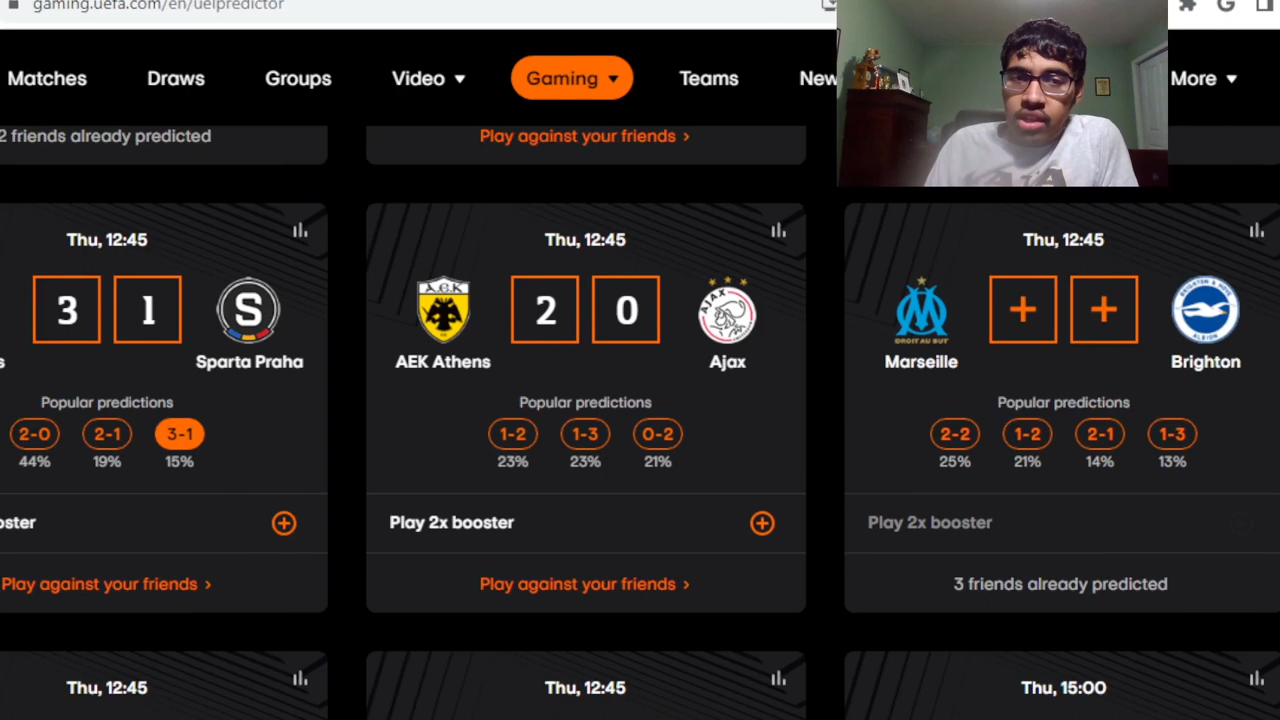 gaming.uefa.com/en/uelpredictor
Matches Draws Groups Video Gaming Teams New More
2 friends already predicted
Play against your friends >
Thu, 12:45
3 1
Sparta Praha
Popular predictions
2-0 2-1 3-1
44% 19% 15%
oster
Play against your friends >
Thu, 12:45
AEK Athens 2 0 Ajax
Popular predictions
1-2 1-3 0-2
23% 23% 21%
Play 2x booster
Play against your friends >
Thu, 12:45
Marseille + + Brighton
Popular predictions
2-2 1-2 2-1 1-3
25% 21% 14% 13%
Play 2x booster
3 friends already predicted
Thu, 12:45
Thu, 12:45
Thu, 15:00